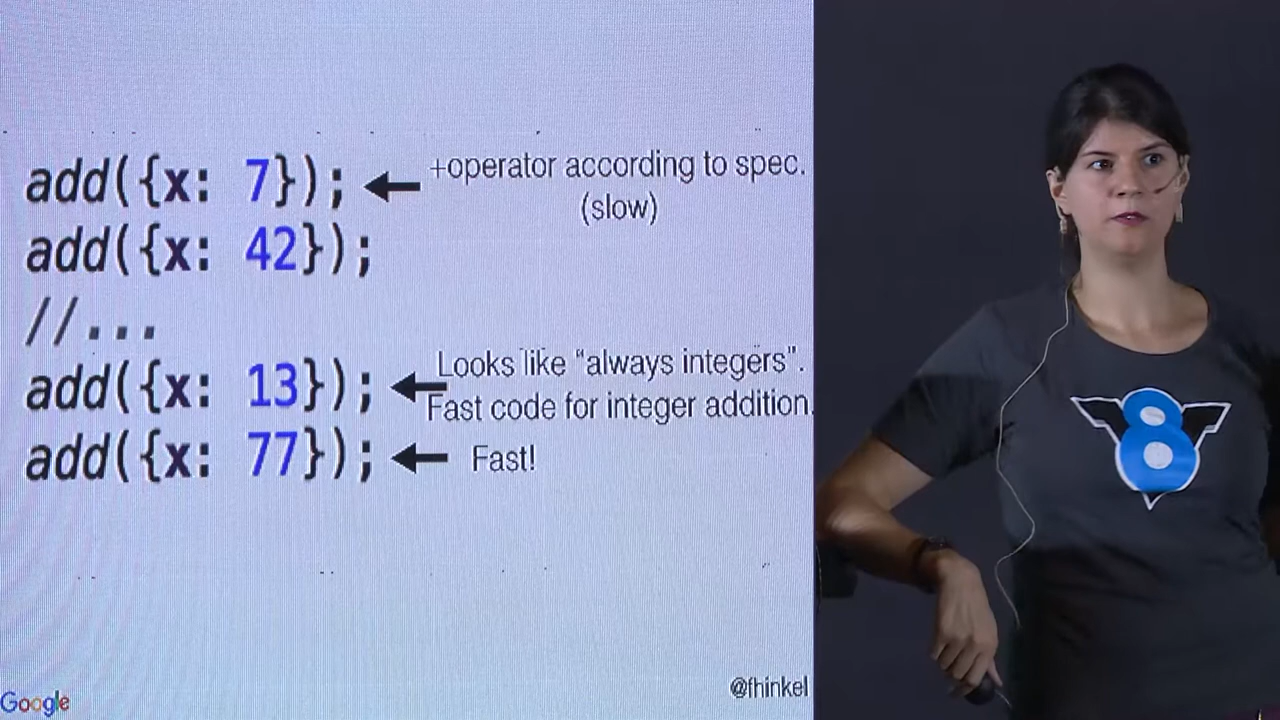 add({x: 7});
+operator according to spec.
(slow)
add({x: 42});
//...
add({x: 13});
Looks like “always integers”.
Fast code for integer addition.
add({x: 77});
Fast!
8
Google
@fhinkel